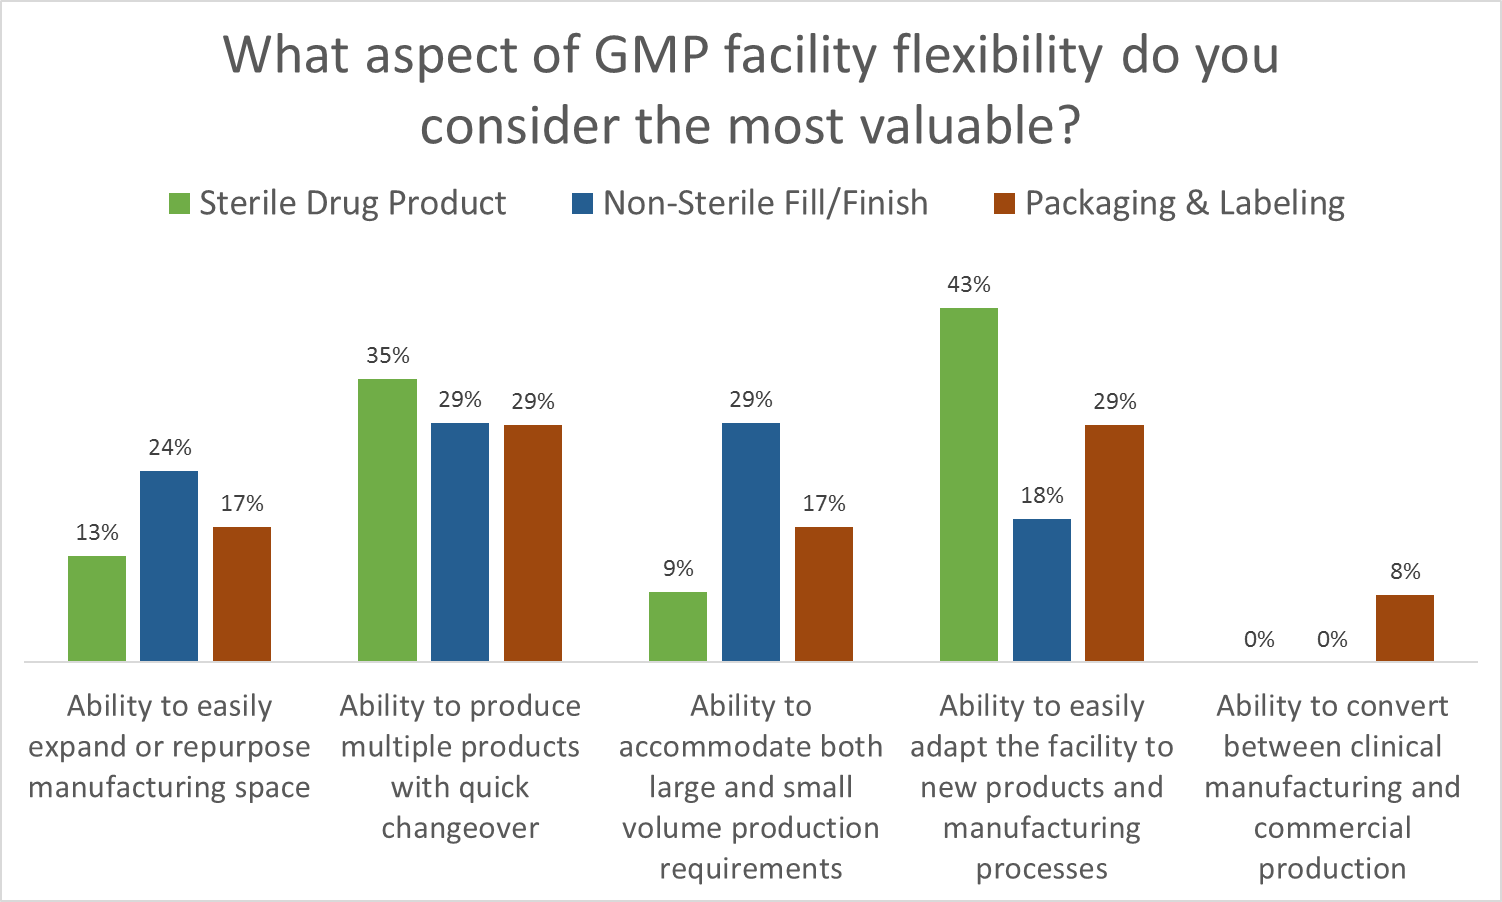 What aspect of GMP facility flexibility do you
consider the most valuable?
Sterile Drug Product
Non-Sterile Fill/Finish
Packaging & Labeling
13%
24%
17%
35%
29%
29%
9%
29%
17%
43%
18%
29%
0%
0%
8%
Ability to easily
expand or repurpose
manufacturing space
Ability to produce
multiple products
with quick
changeover
Ability to
accommodate both
large and small
volume production
requirements
Ability to easily
adapt the facility to
new products and
manufacturing
processes
Ability to convert
between clinical
manufacturing and
commercial
production